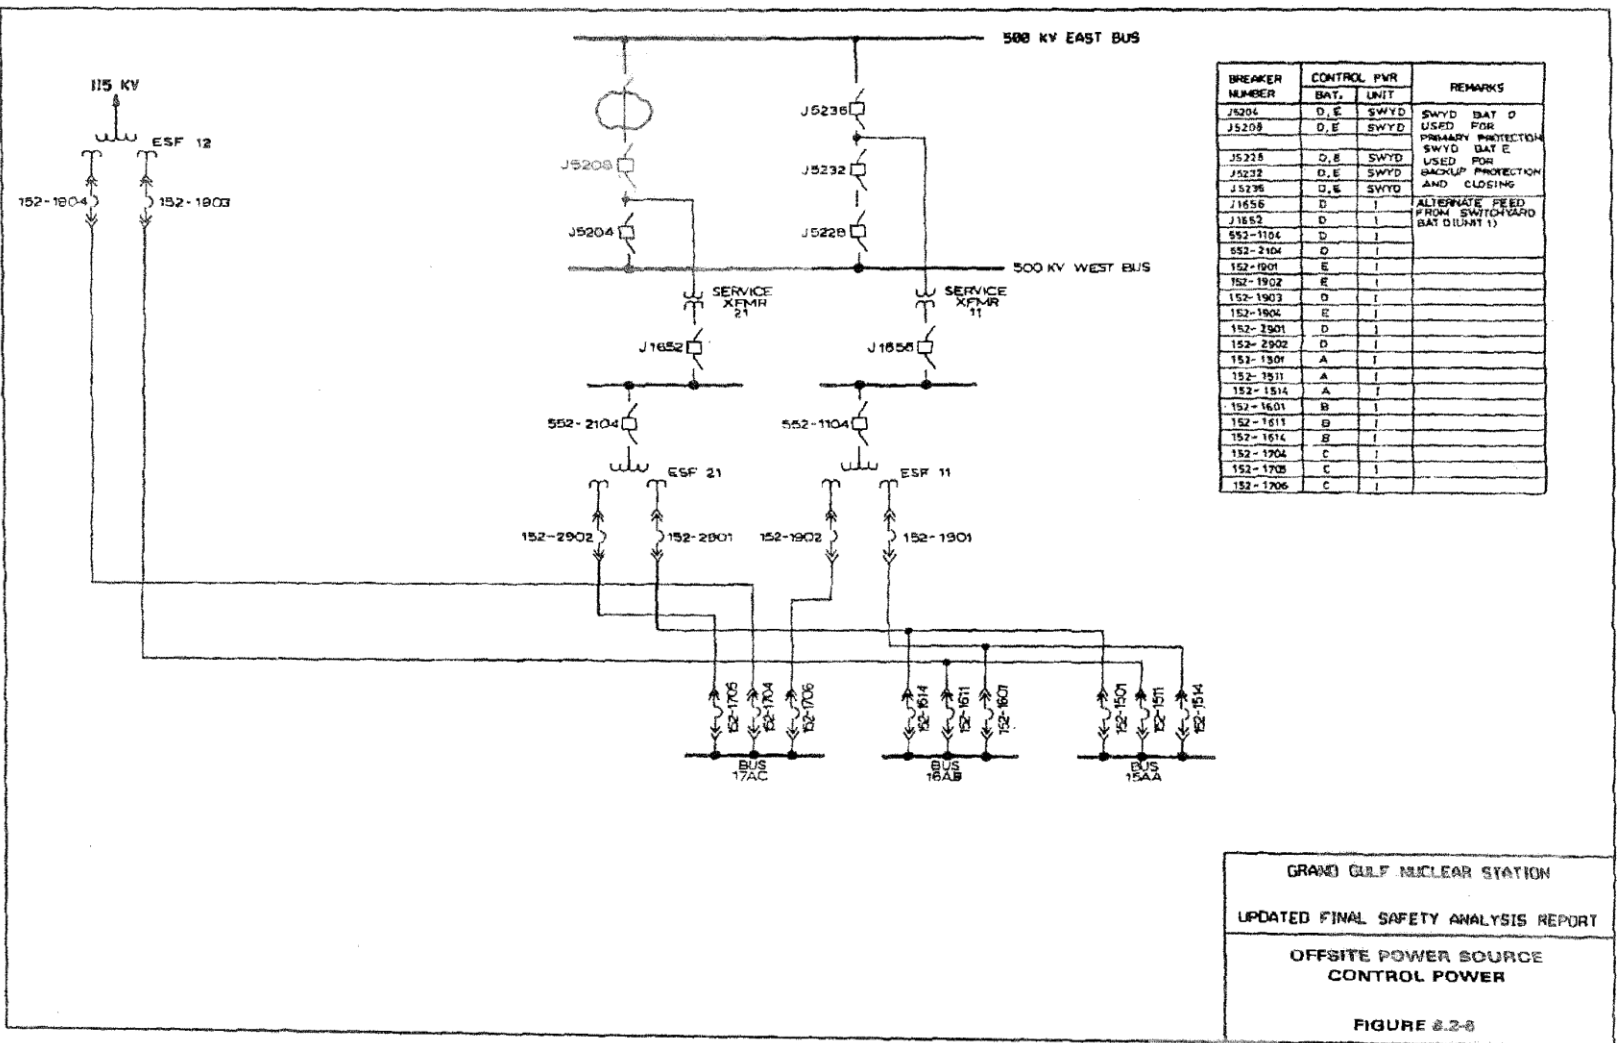 500 KV EAST BUS
115 KV
ESF 12
152-1904
152-1903
J5208
J5204
J5236
J5232
J5228
500 KV WEST BUS
SERVICE
XFMR
21
SERVICE
XFMR
11
J1652
J1656
552-2104
552-1104
ESF 21
ESF 11
152-2902
152-2901
152-1902
152-1901
152-1705
152-1704
152-1706
152-1614
152-1611
152-1601
152-1501
152-1511
152-1514
BUS
17AC
BUS
16AB
BUS
15AA
BREAKER NUMBER CONTROL PWR REMARKS
BAT. UNIT
J5204 D, E SWYD
J5208 D, E SWYD
J5228 D, E SWYD
J5232 D, E SWYD
J5236 D, E SWYD
SWYD BAT D
USED FOR
PRIMARY PROTECTION
SWYD BAT E
USED FOR
BACKUP PROTECTION
AND CLOSING
J1656 D 1
J1652 D 1
552-1104 D 1
552-2104 D 1
ALTERNATE FEED
FROM SWITCHYARD
BAT D (UNIT 1)
152-1901 E 1
152-1902 E 1
152-1903 D 1
152-1904 E 1
152-2901 D 1
152-2902 D 1
152-1501 A 1
152-1511 A 1
152-1514 A 1
152-1601 B 1
152-1611 B 1
152-1614 B 1
152-1704 C 1
152-1705 C 1
152-1706 C 1
GRAND GULF NUCLEAR STATION
UPDATED FINAL SAFETY ANALYSIS REPORT
OFFSITE POWER SOURCE
CONTROL POWER
FIGURE 8.2-8